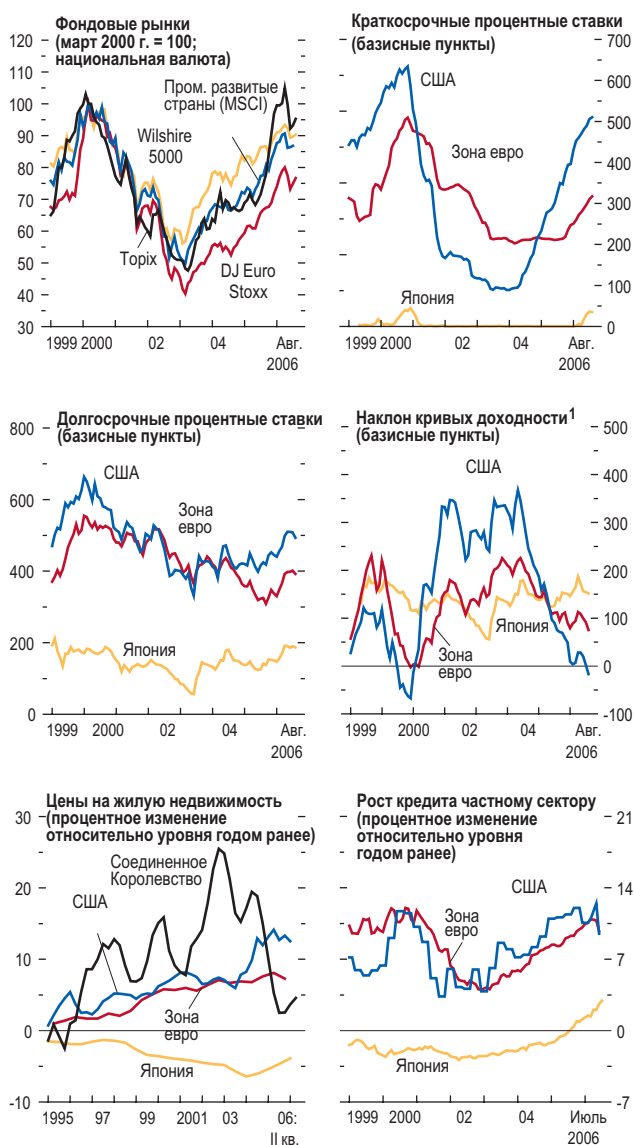 Фондовые рынки
(март 2000 г. = 100;
национальная валюта)
120
110
100
90
80
70
60
50
40
30
Пром. развитые
страны (MSCI)
Wilshire
5000
Topix
DJ Euro
Stoxx
1999 2000 02 04 Авг.
2006
Краткосрочные процентные ставки
(базисные пункты)
700
600
500
400
300
200
100
0
США
Зона евро
Япония
1999 2000 02 04 Авг.
2006
Долгосрочные процентные ставки
(базисные пункты)
800
600
400
200
0
США
Зона
евро
Япония
1999 2000 02 04 Авг.
2006
Наклон кривых доходности1
(базисные пункты)
500
400
300
200
100
0
-100
США
Япония
Зона
евро
1999 2000 02 04 Авг.
2006
Цены на жилую недвижимость
(процентное изменение
относительно уровня годом ранее)
30
20
10
0
-10
Соединенное
Королевство
США
Зона
евро
Япония
1995 97 99 2001 03 06:
II кв.
Рост кредита частному сектору
(процентное изменение
относительно уровня
годом ранее)
21
14
7
0
-7
США
Зона
евро
Япония
1999 2000 02 04 Июль
2006